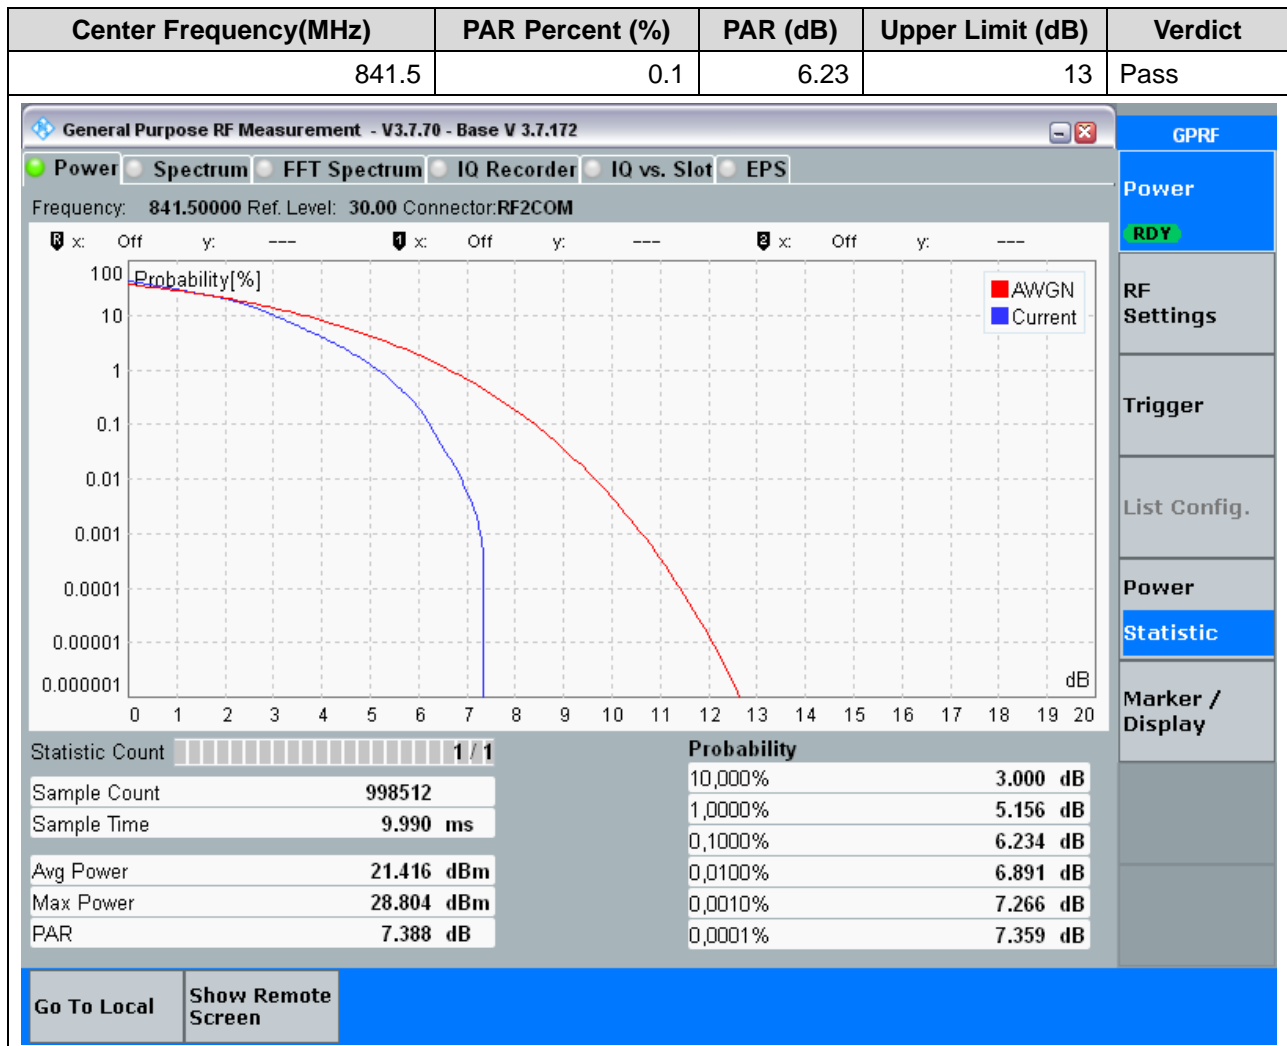 Center Frequency(MHz) PAR Percent (%) PAR (dB) Upper Limit (dB) Verdict
841.5 0.1 6.23 13 Pass
General Purpose RF Measurement - V3.7.70 - Base V 3.7.172
GPRF
Power Spectrum FFT Spectrum IQ Recorder IQ vs. Slot EPS
Power
RDY
Frequency: 841.50000 Ref. Level: 30.00 Connector:RF2COM
R x: Off y: --- 1 x: Off y: --- 2 x: Off y: ---
Probability[%]
AWGN
Current
100
10
1
0.1
0.01
0.001
0.0001
0.00001
0.000001
dB
0 1 2 3 4 5 6 7 8 9 10 11 12 13 14 15 16 17 18 19 20
RF
Settings
Trigger
List Config.
Power
Statistic
Marker /
Display
Statistic Count 1 / 1
Sample Count 998512
Sample Time 9.990 ms
Avg Power 21.416 dBm
Max Power 28.804 dBm
PAR 7.388 dB
Probability
10,000% 3.000 dB
1,0000% 5.156 dB
0,1000% 6.234 dB
0,0100% 6.891 dB
0,0010% 7.266 dB
0,0001% 7.359 dB
Go To Local
Show Remote
Screen